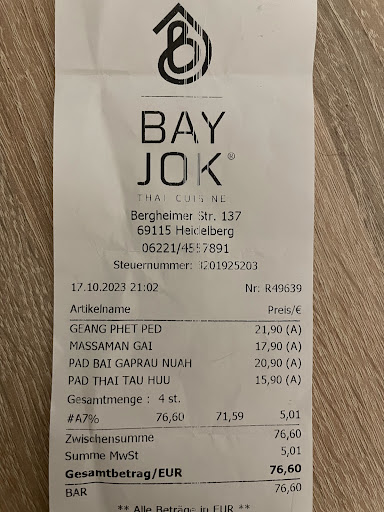 BAY
JOK®
THAI CUISINE
Bergheimer Str. 137
69115 Heidelberg
06221/4557891
Steuernummer: 3201925203
17.10.2023 21:02 Nr: R49639
Artikelname Preis/€
GEANG PHET PED 21,90 (A)
MASSAMAN GAI 17,90 (A)
PAD BAI GAPRAU NUAH 20,90 (A)
PAD THAI TAU HUU 15,90 (A)
Gesamtmenge : 4 st.
#A7% 76,60 71,59 5,01
Zwischensumme 76,60
Summe MwSt 5,01
Gesamtbetrag/EUR 76,60
BAR 76,60
** Alle Beträge in EUR **